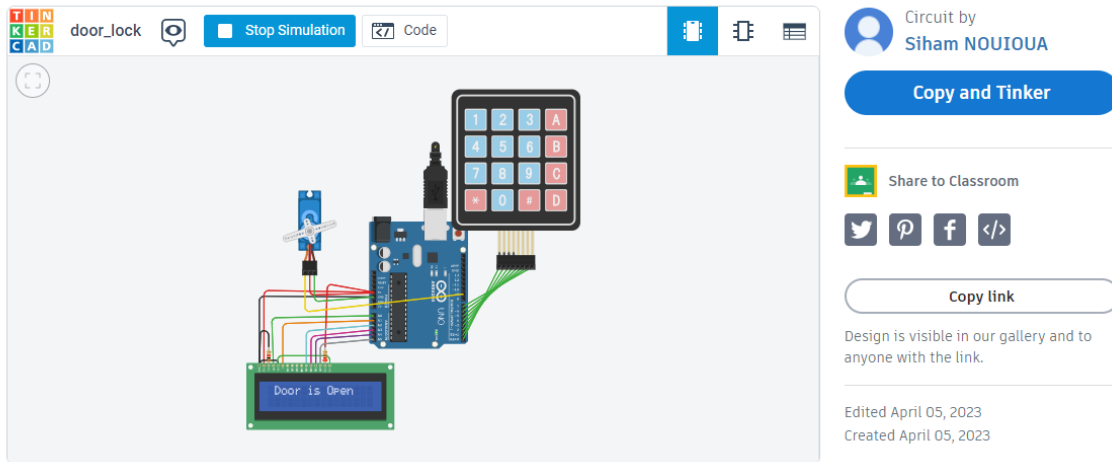 TIN
KER
CAD
door_lock
Stop Simulation
Code
Circuit by
Siham NOUIOUA
Copy and Tinker
Share to Classroom
Copy link
Design is visible in our gallery and to
anyone with the link.
Edited April 05, 2023
Created April 05, 2023
1 2 3 A
4 5 6 B
7 8 9 C
* 0 # D
ARDUINO
UNO
Door is Open